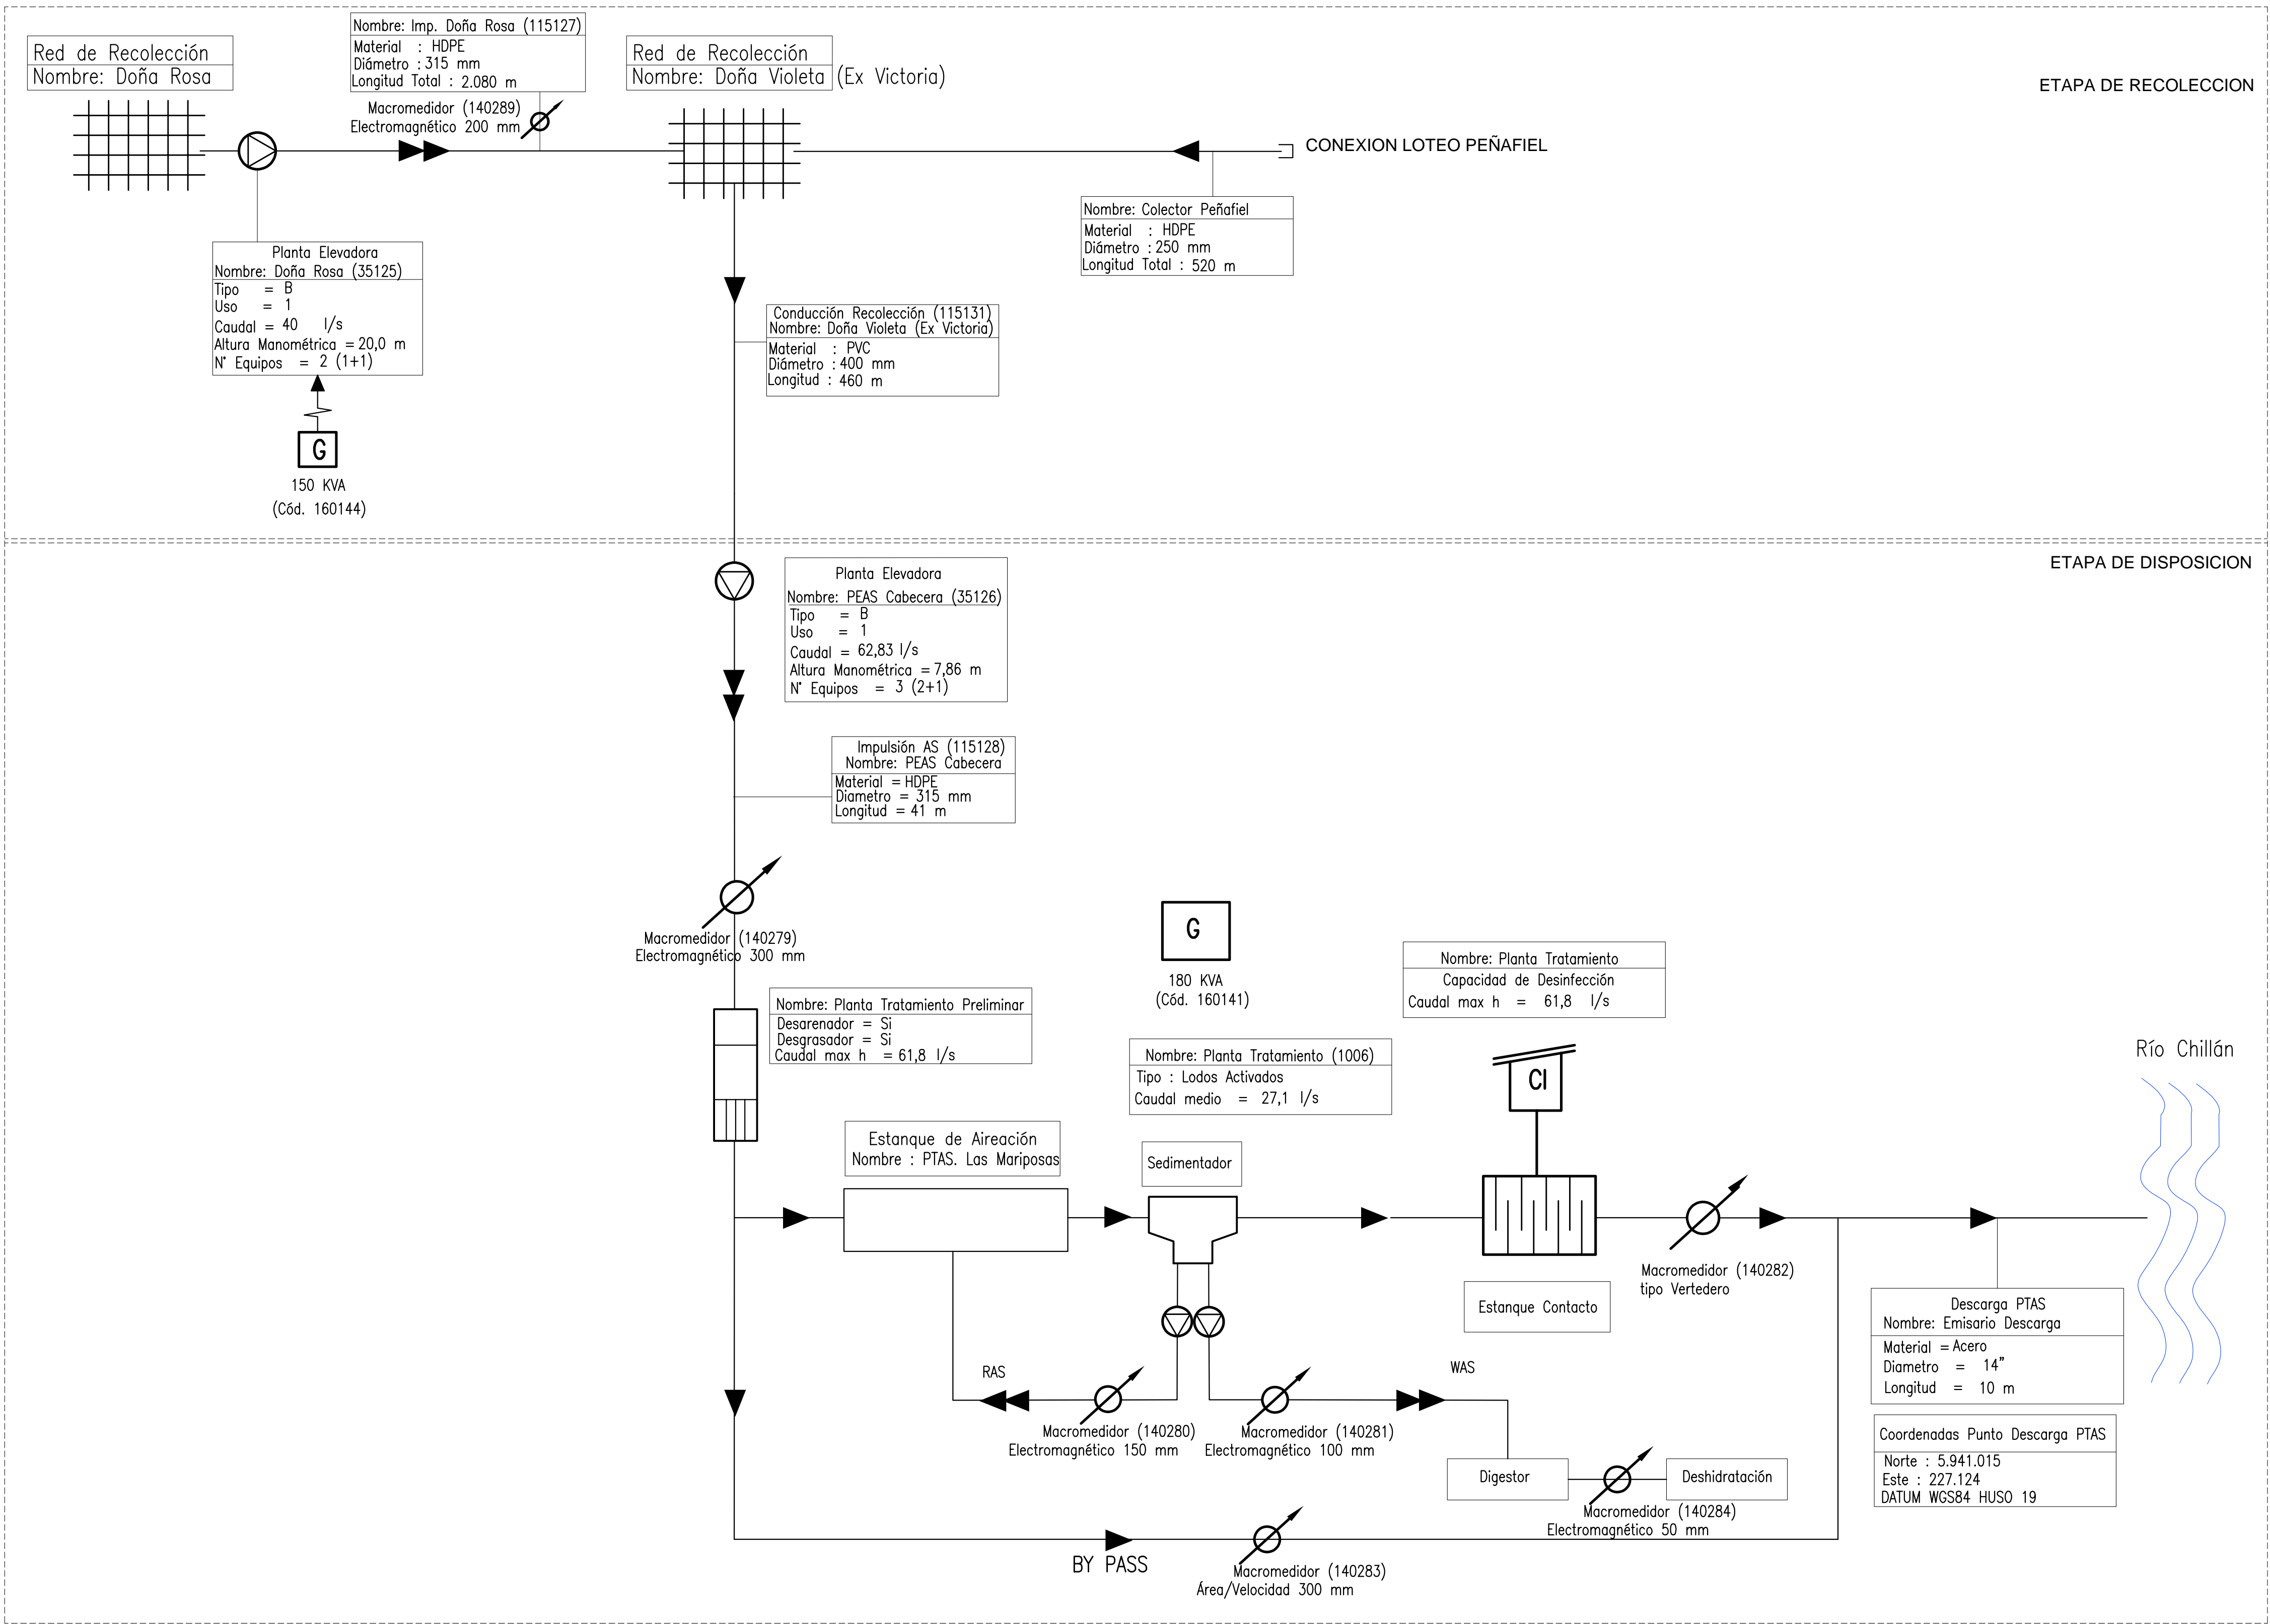 Red de Recolección
Nombre: Doña Rosa
Nombre: Imp. Doña Rosa (115127)
Material : HDPE
Diámetro : 315 mm
Longitud Total : 2.080 m
Macromedidor (140289)
Electromagnético 200 mm
Red de Recolección
Nombre: Doña Violeta (Ex Victoria)
ETAPA DE RECOLECCION
CONEXION LOTEO PEÑAFIEL
Nombre: Colector Peñafiel
Material : HDPE
Diámetro : 250 mm
Longitud Total : 520 m
Planta Elevadora
Nombre: Doña Rosa (35125)
Tipo = B
Uso = 1
Caudal = 40 l/s
Altura Manométrica = 20,0 m
N° Equipos = 2 (1+1)
G
150 KVA
(Cód. 160144)
Conducción Recolección (115131)
Nombre: Doña Violeta (Ex Victoria)
Material : PVC
Diámetro : 400 mm
Longitud : 460 m
ETAPA DE DISPOSICION
Planta Elevadora
Nombre: PEAS Cabecera (35126)
Tipo = B
Uso = 1
Caudal = 62,83 l/s
Altura Manométrica = 7,86 m
N° Equipos = 3 (2+1)
Impulsión AS (115128)
Nombre: PEAS Cabecera
Material = HDPE
Diametro = 315 mm
Longitud = 41 m
Macromedidor (140279)
Electromagnético 300 mm
G
180 KVA
(Cód. 160141)
Nombre: Planta Tratamiento
Capacidad de Desinfección
Caudal max h = 61,8 l/s
Nombre: Planta Tratamiento Preliminar
Desarenador = Si
Desgrasador = Si
Caudal max h = 61,8 l/s
Nombre: Planta Tratamiento (1006)
Tipo : Lodos Activados
Caudal medio = 27,1 l/s
Río Chillán
Cl
Estanque de Aireación
Nombre : PTAS. Las Mariposas
Sedimentador
Estanque Contacto
Macromedidor (140282)
tipo Vertedero
Descarga PTAS
Nombre: Emisario Descarga
Material = Acero
Diametro = 14"
Longitud = 10 m
RAS
WAS
Macromedidor (140280)
Electromagnético 150 mm
Macromedidor (140281)
Electromagnético 100 mm
Coordenadas Punto Descarga PTAS
Norte : 5.941.015
Este : 227.124
DATUM WGS84 HUSO 19
Digestor
Deshidratación
Macromedidor (140284)
Electromagnético 50 mm
BY PASS
Macromedidor (140283)
Área/Velocidad 300 mm